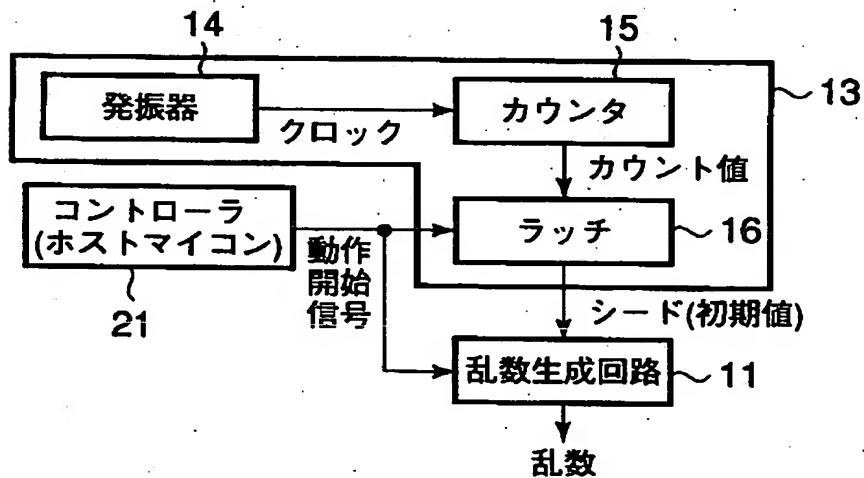 14
15
13
発振器
クロック
カウンタ
カウント値
コントローラ
(ホストマイコン)
21
動作
開始
信号
ラッチ
16
シード(初期値)
乱数生成回路
11
乱数